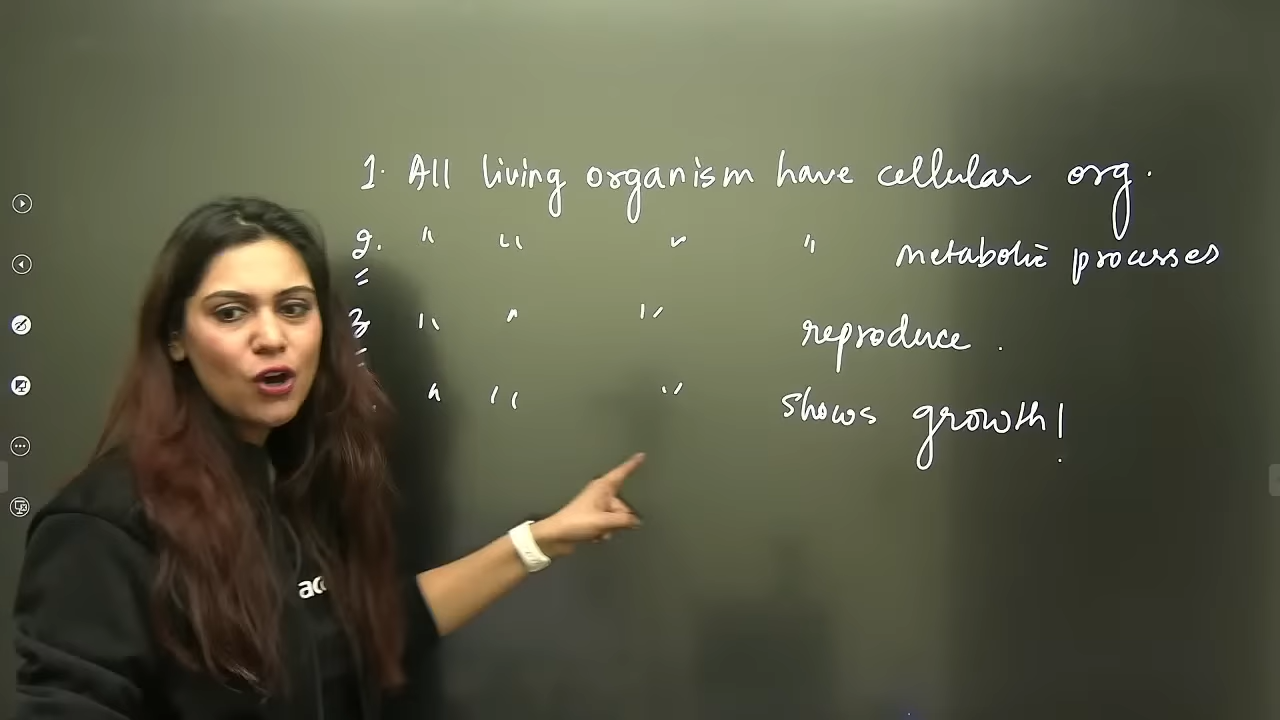 1. All living organism have cellular org.
2. " " " " metabolic processes
3 " " " reproduce.
" " " shows growth!